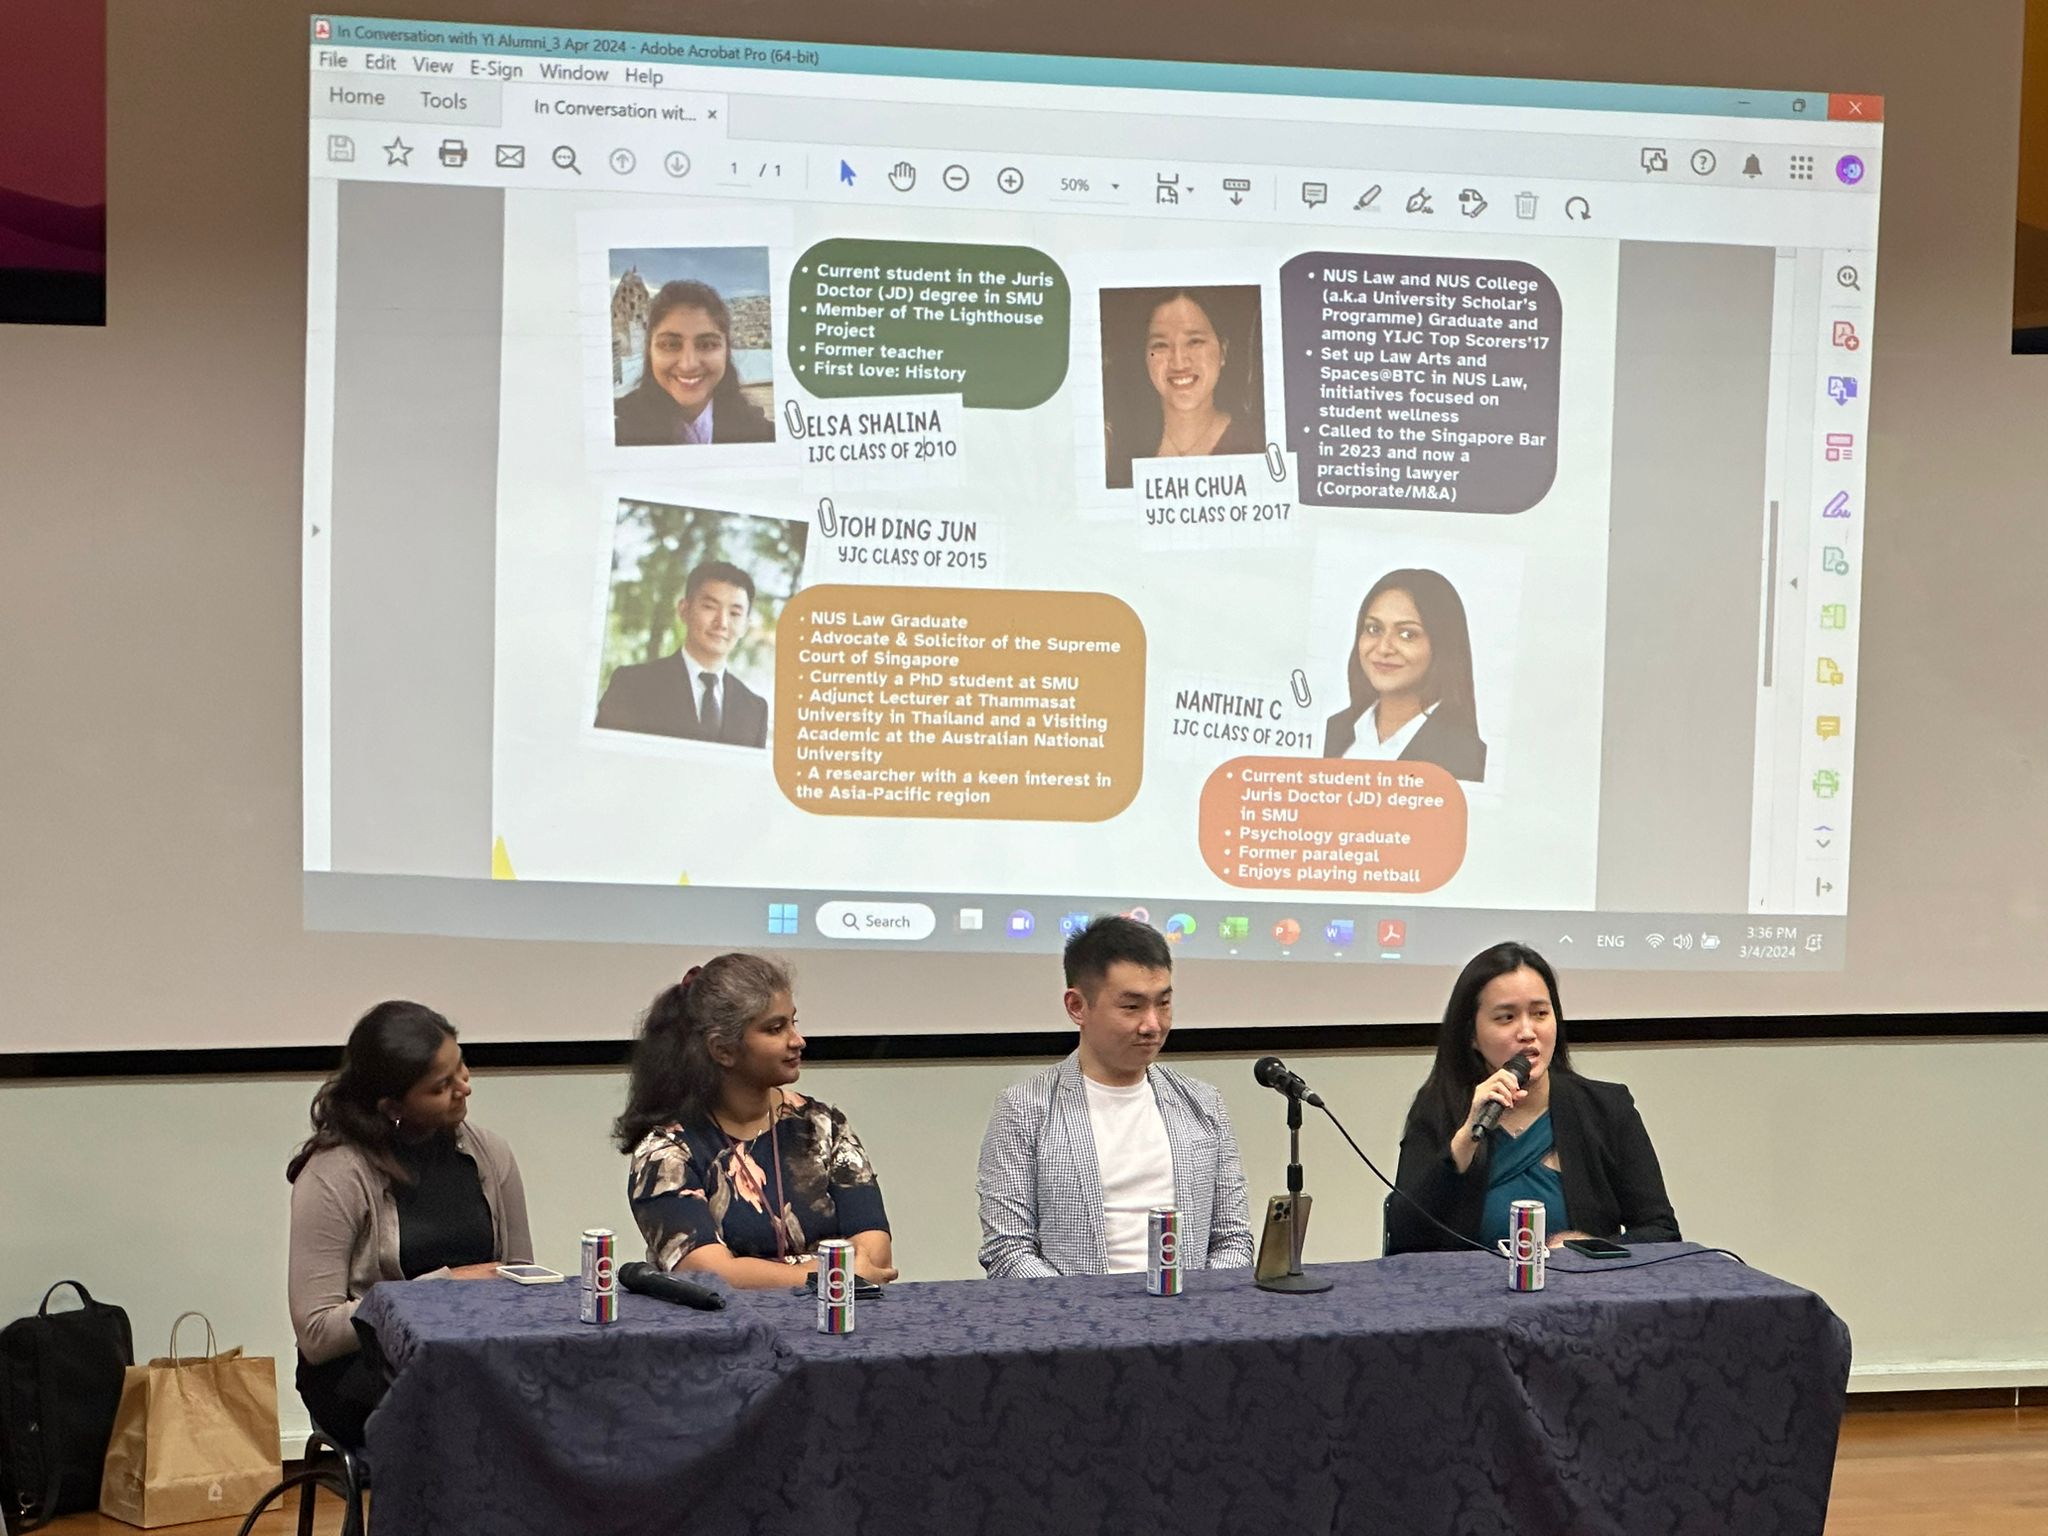 In Conversation with YI Alumni_3 Apr 2024 - Adobe Acrobat Pro (64-bit)
File Edit View E-Sign Window Help
Home Tools In Conversation wit... ×
1 / 1 50%
• Current student in the Juris
Doctor (JD) degree in SMU
• Member of The Lighthouse
Project
• Former teacher
• First love: History
ELSA SHALINA
IJC CLASS OF 2010
• NUS Law and NUS College
(a.k.a University Scholar's
Programme) Graduate and
among YIJC Top Scorers'17
• Set up Law Arts and
Spaces@BTC in NUS Law,
initiatives focused on
student wellness
• Called to the Singapore Bar
in 2023 and now a
practising lawyer
(Corporate/M&A)
LEAH CHUA
YJC CLASS OF 2017
TOH DING JUN
YJC CLASS OF 2015
• NUS Law Graduate
• Advocate & Solicitor of the Supreme
Court of Singapore
• Currently a PhD student at SMU
• Adjunct Lecturer at Thammasat
University in Thailand and a Visiting
Academic at the Australian National
University
• A researcher with a keen interest in
the Asia-Pacific region
NANTHINI C
IJC CLASS OF 2011
• Current student in the
Juris Doctor (JD) degree
in SMU
• Psychology graduate
• Former paralegal
• Enjoys playing netball
Search
ENG
3:36 PM
3/4/2024
100
100
PLUS
100
100
PLUS